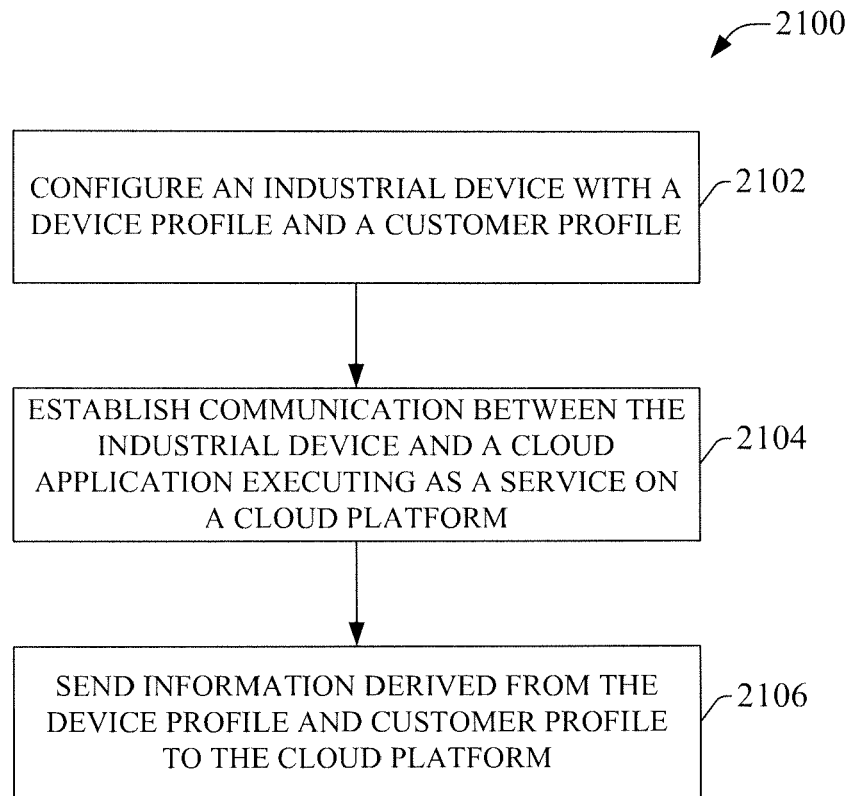 2100
CONFIGURE AN INDUSTRIAL DEVICE WITH A
DEVICE PROFILE AND A CUSTOMER PROFILE
2102
ESTABLISH COMMUNICATION BETWEEN THE
INDUSTRIAL DEVICE AND A CLOUD
APPLICATION EXECUTING AS A SERVICE ON
A CLOUD PLATFORM
2104
SEND INFORMATION DERIVED FROM THE
DEVICE PROFILE AND CUSTOMER PROFILE
TO THE CLOUD PLATFORM
2106